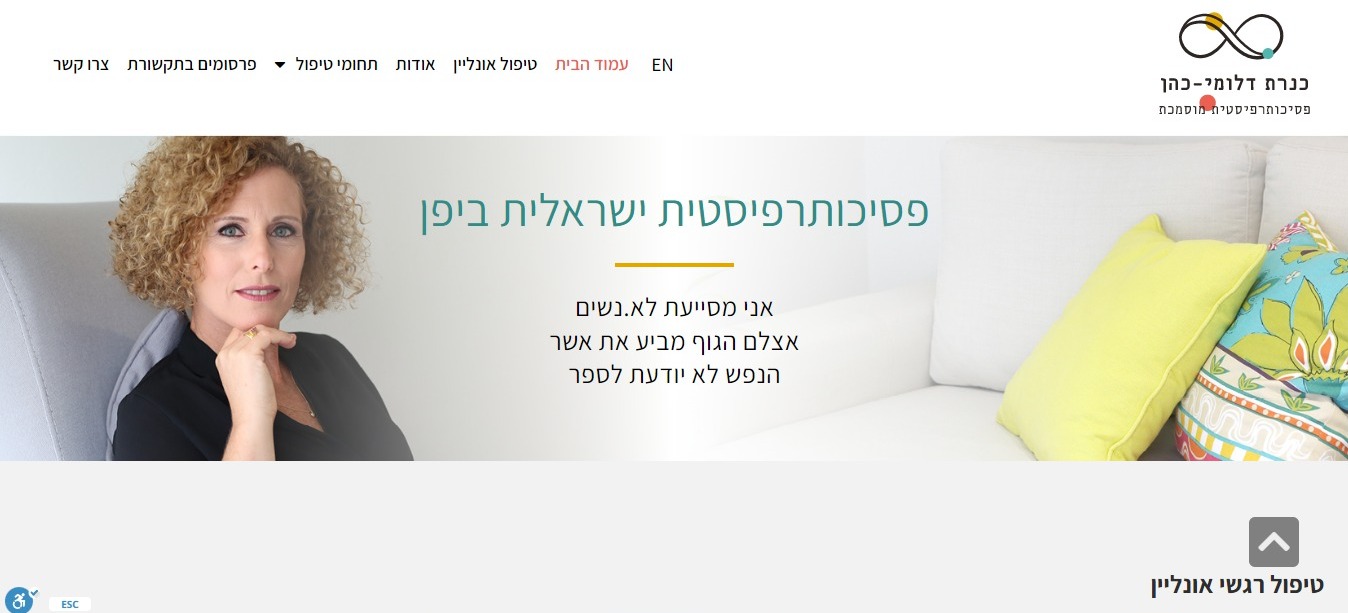 כנרת דלומי-כהן
פסיכותרפיסטית מוסמכת
EN
עמוד הבית
טיפול אונליין
אודות
תחומי טיפול
פרסומים בתקשורת
צרו קשר
פסיכותרפיסטית ישראלית ביפן
אני מסייעת לא.נשים
אצלם הגוף מביע את אשר
הנפש לא יודעת לספר
טיפול רגשי אונליין
ESC